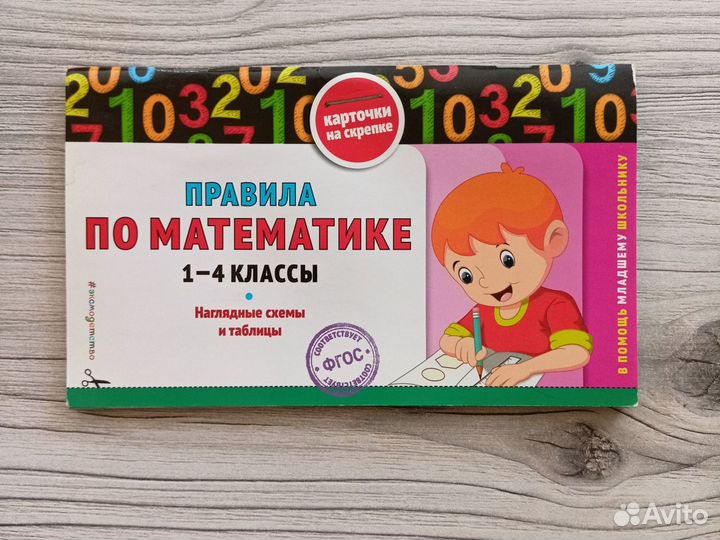 карточки
на скрепке
ПРАВИЛА
ПО МАТЕМАТИКЕ
1–4 КЛАССЫ
Наглядные схемы
и таблицы
СООТВЕТСТВУЕТ
ФГОС
СООТВЕТСТВУЕТ
#эксмодетство
В ПОМОЩЬ МЛАДШЕМУ ШКОЛЬНИКУ
Avito